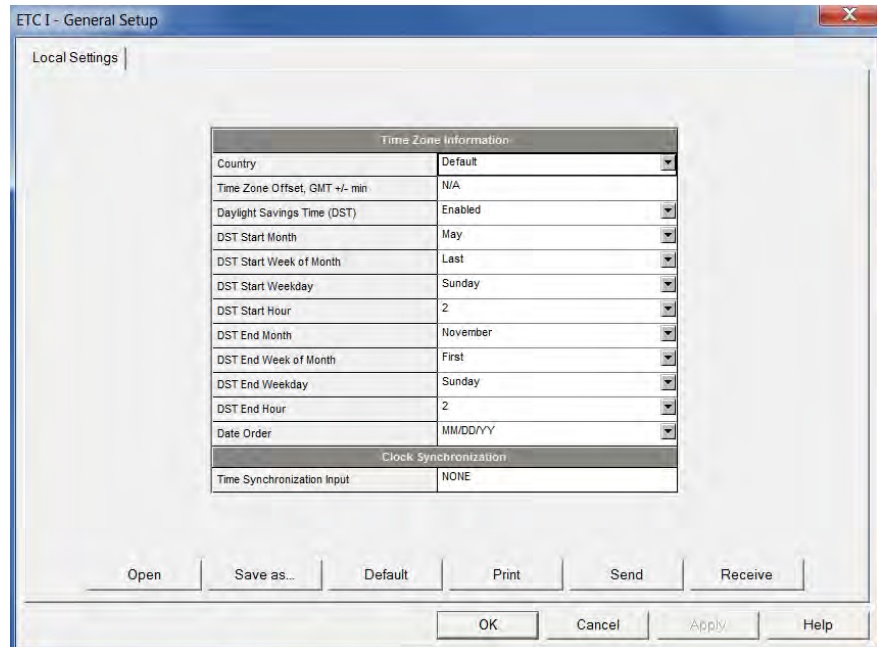 ETC I - General Setup
X
Local Settings
Time Zone Information
Country Default
Time Zone Offset, GMT +/- min N/A
Daylight Savings Time (DST) Enabled
DST Start Month May
DST Start Week of Month Last
DST Start Weekday Sunday
DST Start Hour 2
DST End Month November
DST End Week of Month First
DST End Weekday Sunday
DST End Hour 2
Date Order MM/DD/YY
Clock Synchronization
Time Synchronization Input NONE
Open Save as... Default Print Send Receive
OK Cancel Apply Help